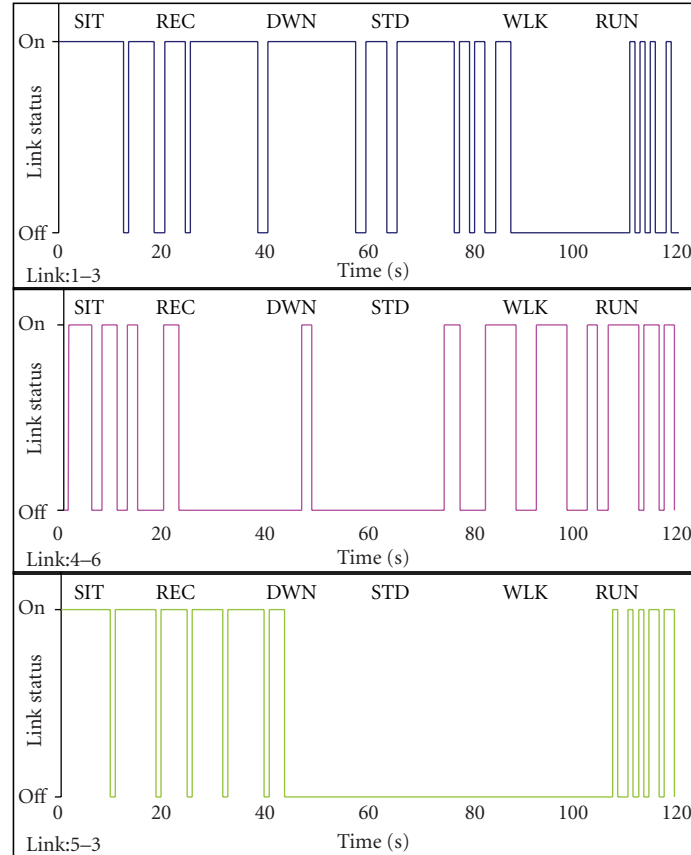 SIT REC DWN STD WLK RUN
On
Link status
Off
0 20 40 60 80 100 120
Time (s)
Link:1–3
SIT REC DWN STD WLK RUN
On
Link status
Off
0 20 40 60 80 100 120
Time (s)
Link:4–6
SIT REC DWN STD WLK RUN
On
Link status
Off
0 20 40 60 80 100 120
Time (s)
Link:5–3